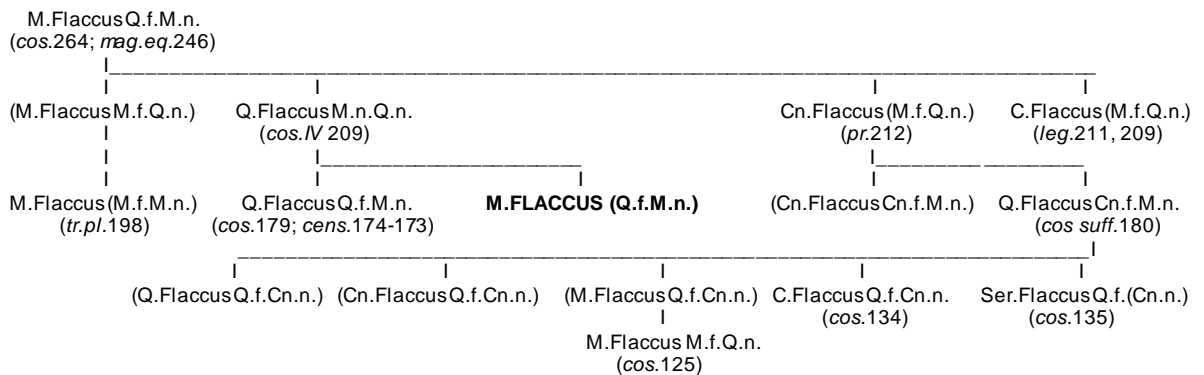 M.Flaccus Q.f.M.n.
(cos.264; mag.eq.246)
(M.Flaccus M.f.Q.n.) Q.Flaccus M.n.Q.n. Cn.Flaccus (M.f.Q.n.) C.Flaccus (M.f.Q.n.)
(cos.IV 209) (pr.212) (leg.211, 209)
M.Flaccus (M.f.M.n.) Q.Flaccus Q.f.M.n. M.FLACCUS (Q.f.M.n.) (Cn.Flaccus Cn.f.M.n.) Q.Flaccus Cn.f.M.n.
(tr.pl.198) (cos.179; cens.174-173) (cos suff.180)
(Q.Flaccus Q.f.Cn.n.) (Cn.Flaccus Q.f.Cn.n.) (M.Flaccus Q.f.Cn.n.) C.Flaccus Q.f.Cn.n. Ser.Flaccus Q.f.(Cn.n.)
(cos.134) (cos.135)
M.Flaccus M.f.Q.n.
(cos.125)